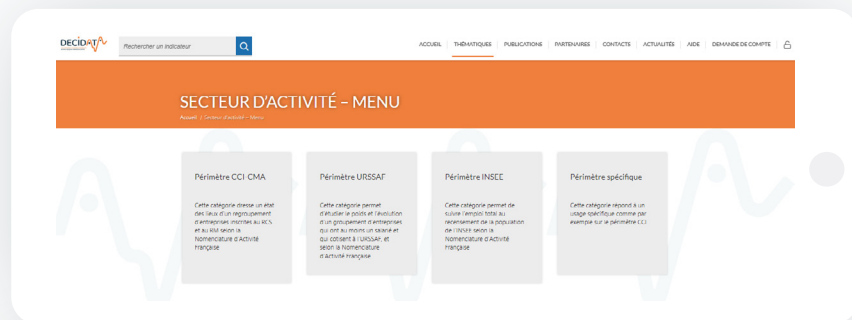 DECIDATA
Rechercher un indicateur
ACCUEIL THÉMATIQUES PUBLICATIONS PARTENAIRES CONTACTS ACTUALITÉS AIDE DEMANDE DE COMPTE
SECTEUR D'ACTIVITÉ – MENU
Accueil / Secteur d'activité – Menu
Périmètre CCI-CMA
Cette catégorie dresse un état
des lieux d'un regroupement
d'entreprises inscrites au RCS
et au RM selon la
Nomenclature d'Activité
Française
Périmètre URSSAF
Cette catégorie permet
d'étudier le poids et l'évolution
d'un groupement d'entreprises
qui ont au moins un salarié et
qui cotisent à l'URSSAF, et
selon la Nomenclature
d'Activité Française
Périmètre INSEE
Cette catégorie permet de
suivre l'emploi total au
recensement de la population
de l'INSEE selon la
Nomenclature d'Activité
Française
Périmètre spécifique
Cette catégorie répond à un
usage spécifique comme par
exemple sur le périmètre CCI